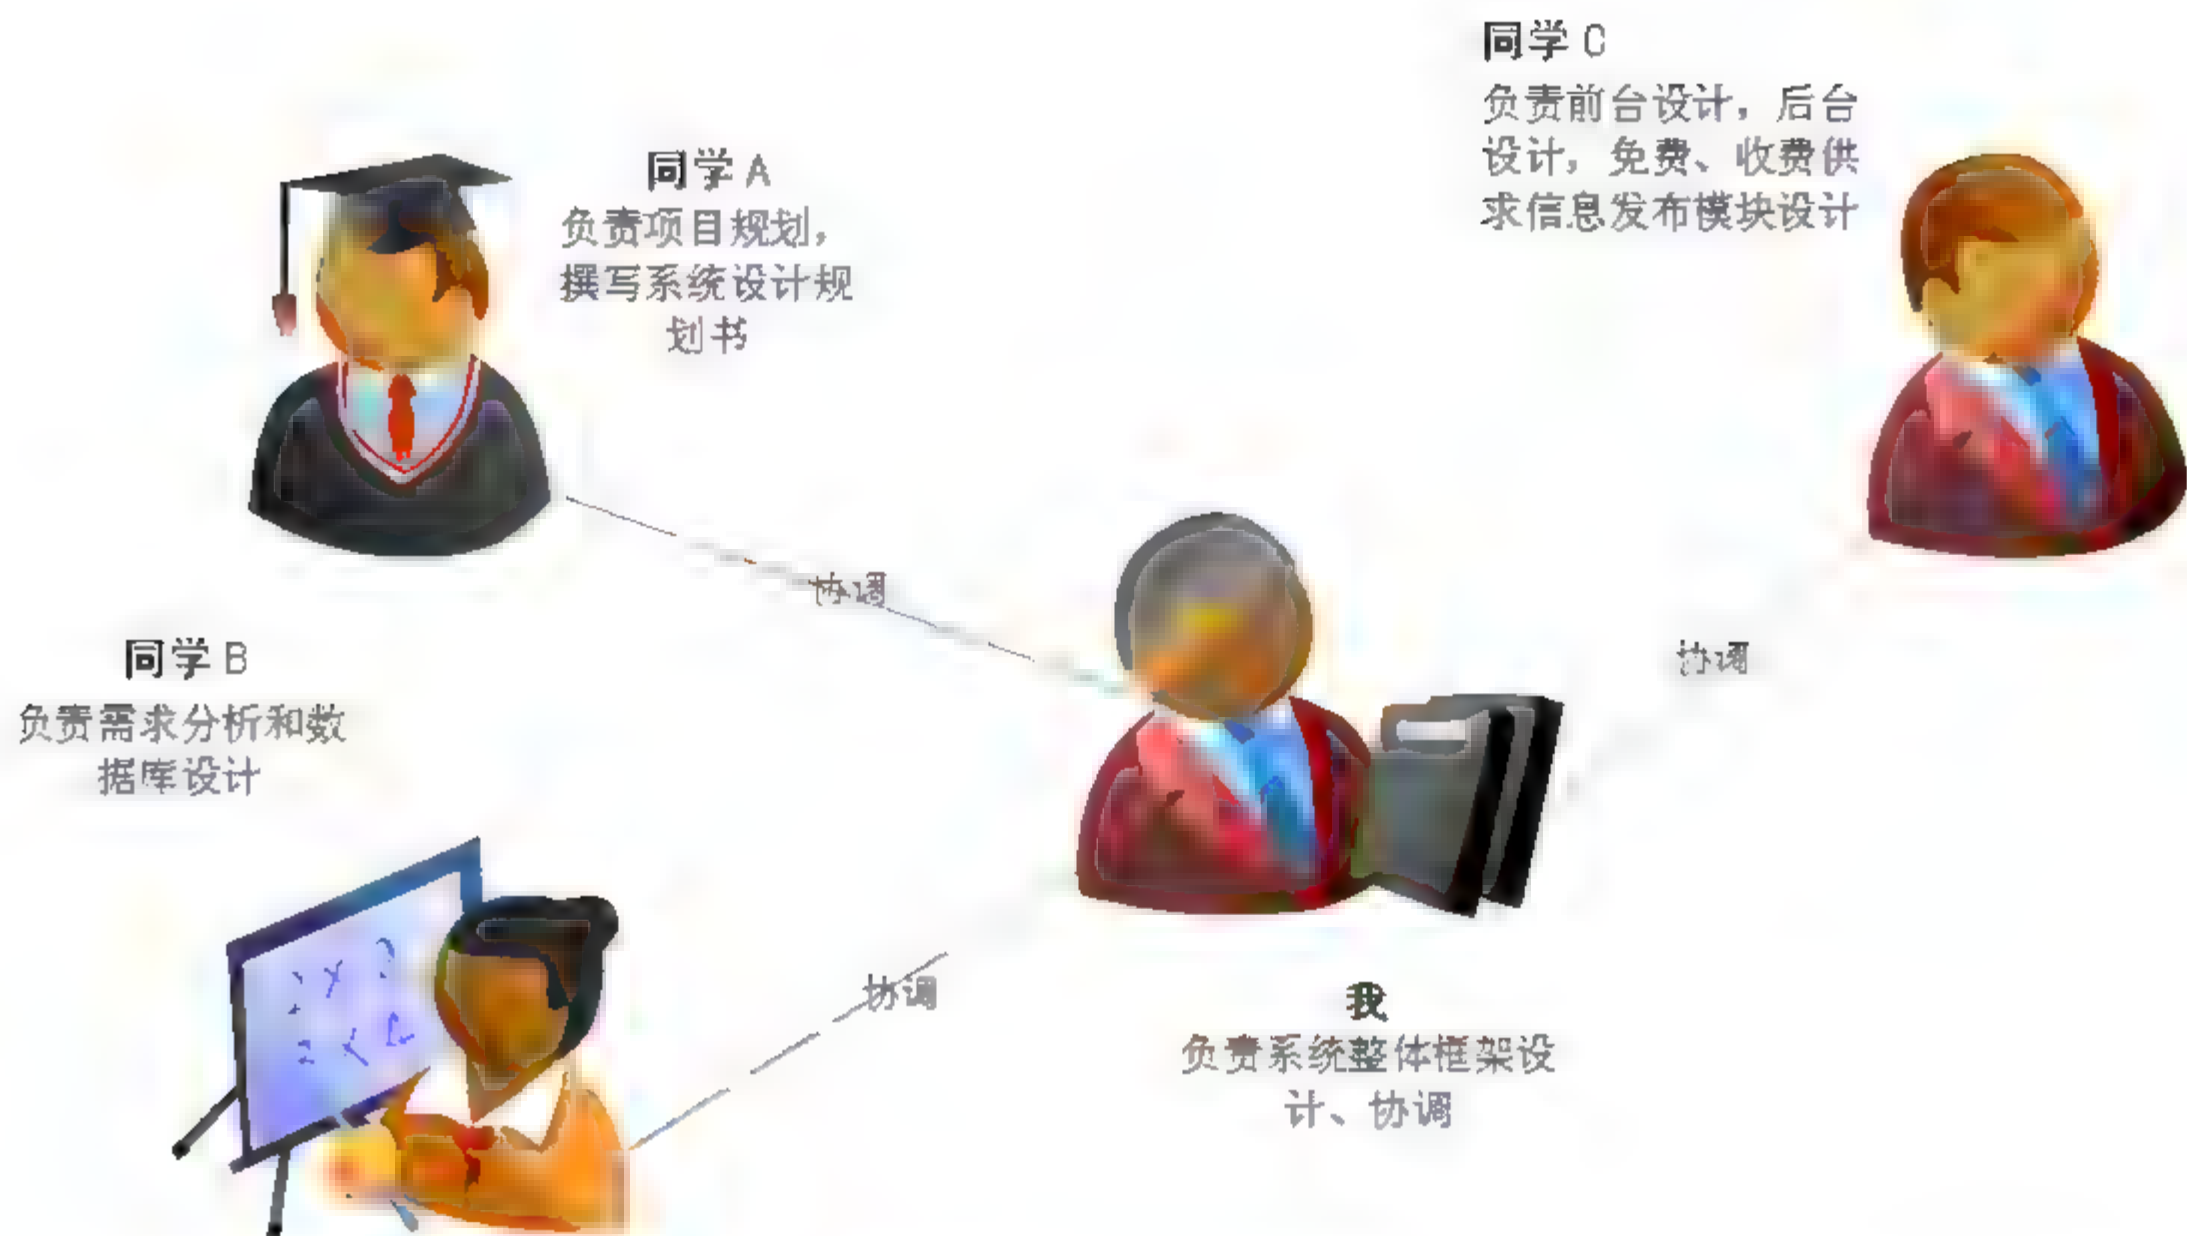 同学 C
负责前台设计，后台
设计，免费、收费供
求信息发布模块设计
同学 A
负责项目规划，
撰写系统设计规
划书
协调
同学 B
负责需求分析和数
据库设计
协调
协调
我
负责系统整体框架设
计、协调